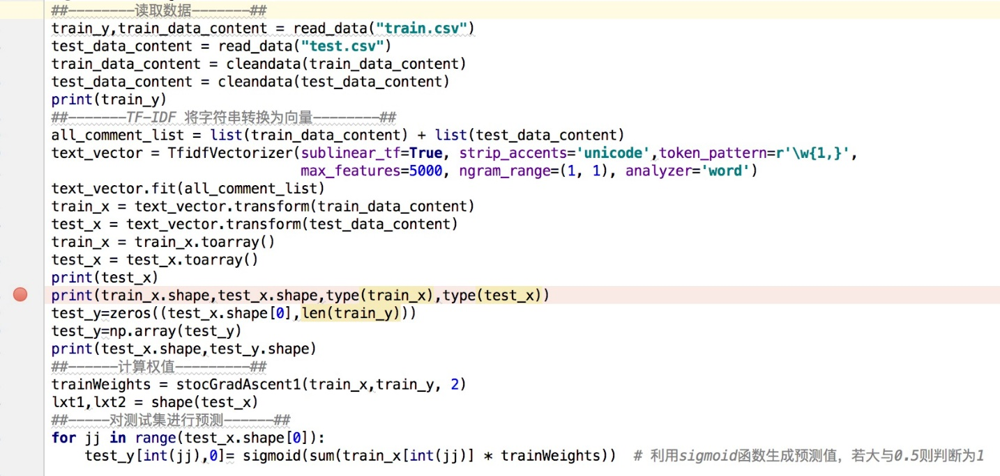 ##--------读取数据-------##
train_y,train_data_content = read_data("train.csv")
test_data_content = read_data("test.csv")
train_data_content = cleandata(train_data_content)
test_data_content = cleandata(test_data_content)
print(train_y)
##-------TF-IDF 将字符串转换为向量--------##
all_comment_list = list(train_data_content) + list(test_data_content)
text_vector = TfidfVectorizer(sublinear_tf=True, strip_accents='unicode',token_pattern=r'\w{1,}',
                              max_features=5000, ngram_range=(1, 1), analyzer='word')
text_vector.fit(all_comment_list)
train_x = text_vector.transform(train_data_content)
test_x = text_vector.transform(test_data_content)
train_x = train_x.toarray()
test_x = test_x.toarray()
print(test_x)
print(train_x.shape,test_x.shape,type(train_x),type(test_x))
test_y=zeros((test_x.shape[0],len(train_y)))
test_y=np.array(test_y)
print(test_x.shape,test_y.shape)
##------计算权值---------##
trainWeights = stocGradAscent1(train_x,train_y, 2)
lxt1,lxt2 = shape(test_x)
##-----对测试集进行预测------##
for jj in range(test_x.shape[0]):
    test_y[int(jj),0]= sigmoid(sum(train_x[int(jj)] * trainWeights))  # 利用sigmoid函数生成预测值，若大与0.5则判断为1